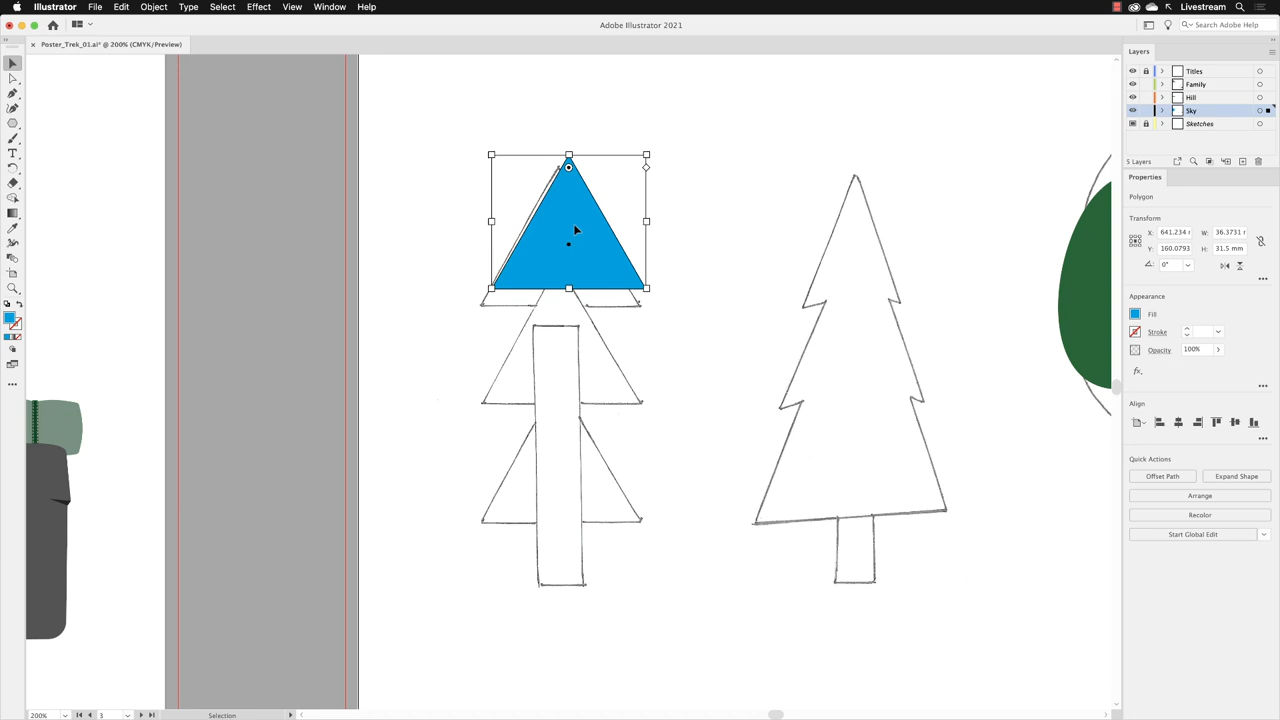 Illustrator File Edit Object Type Select Effect View Window Help Livestream
Adobe Illustrator 2021 Search Adobe Help
Poster_Trek_01.ai* @ 200% (CMYK/Preview)
Layers
Titles
Family
Hill
Sky
Sketches
5 Layers
Properties
Polygon
Transform
X: 641.234 W: 36.3731
Y: 160.0793 H: 31.5 mm
0°
Appearance
Fill
Stroke
Opacity 100%
fx.
Align
Quick Actions
Offset Path Expand Shape
Arrange
Recolor
Start Global Edit
200% 3 Selection